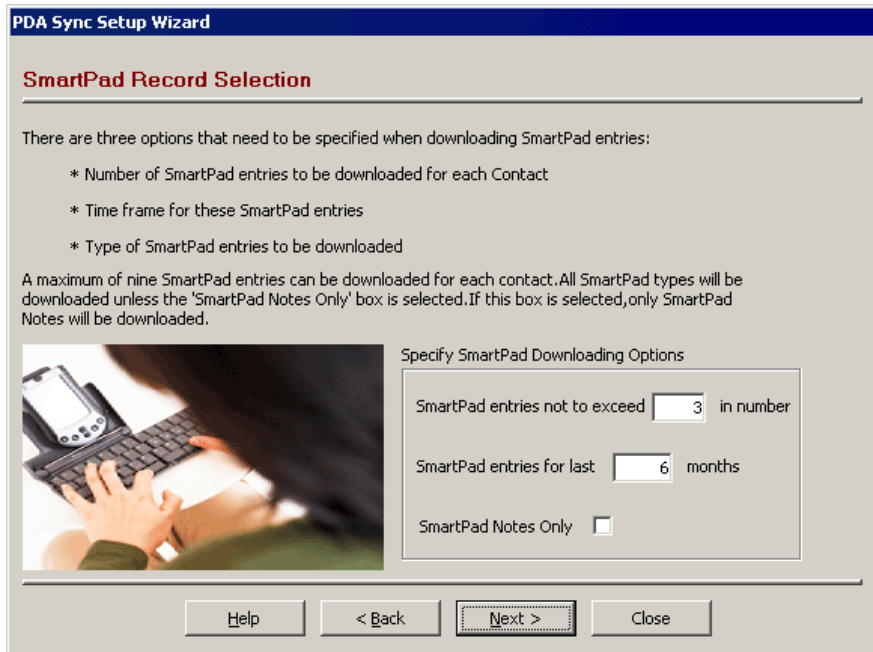 PDA Sync Setup Wizard
SmartPad Record Selection
There are three options that need to be specified when downloading SmartPad entries:
* Number of SmartPad entries to be downloaded for each Contact
* Time frame for these SmartPad entries
* Type of SmartPad entries to be downloaded
A maximum of nine SmartPad entries can be downloaded for each contact.All SmartPad types will be
downloaded unless the 'SmartPad Notes Only' box is selected.If this box is selected,only SmartPad
Notes will be downloaded.
Specify SmartPad Downloading Options
SmartPad entries not to exceed 3 in number
SmartPad entries for last 6 months
SmartPad Notes Only
Help < Back Next > Close